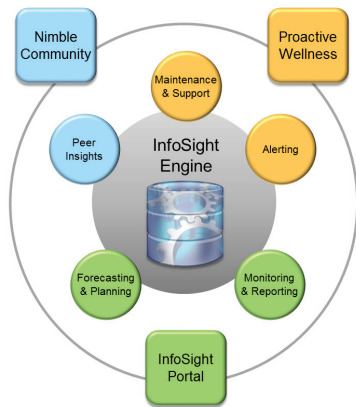 Nimble
Community
Proactive
Wellness
Maintenance
& Support
Peer
Insights
InfoSight
Engine
Alerting
Forecasting
& Planning
Monitoring
& Reporting
InfoSight
Portal